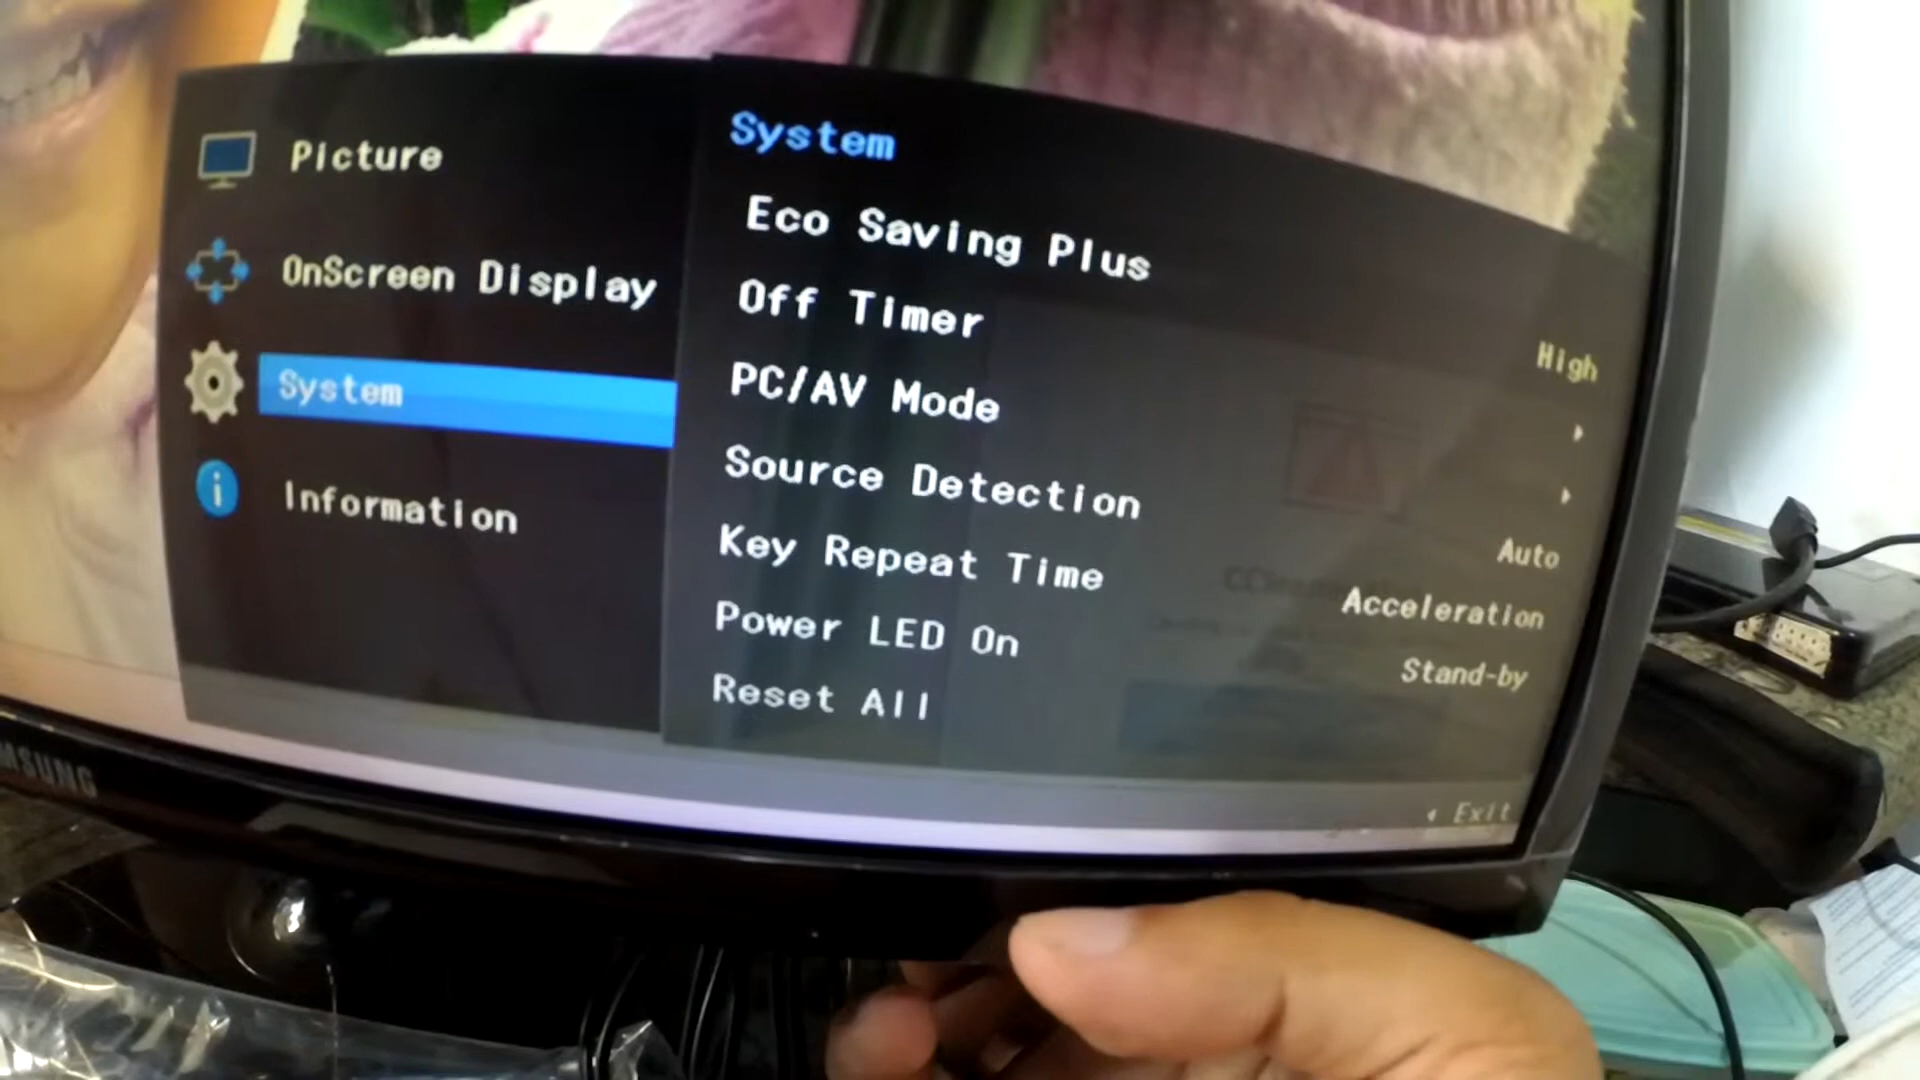 Picture
OnScreen Display
System
Information
System
Eco Saving Plus High
Off Timer
PC/AV Mode
Source Detection Auto
Key Repeat Time Acceleration
Power LED On Stand-by
Reset All
Exit
MSUNG